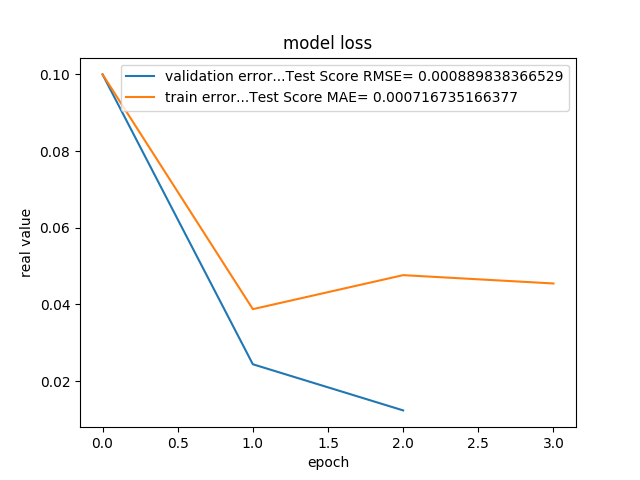 model loss
validation error...Test Score RMSE= 0.000889838366529
train error...Test Score MAE= 0.000716735166377
0.10
0.08
0.06
0.04
0.02
real value
0.0 0.5 1.0 1.5 2.0 2.5 3.0
epoch